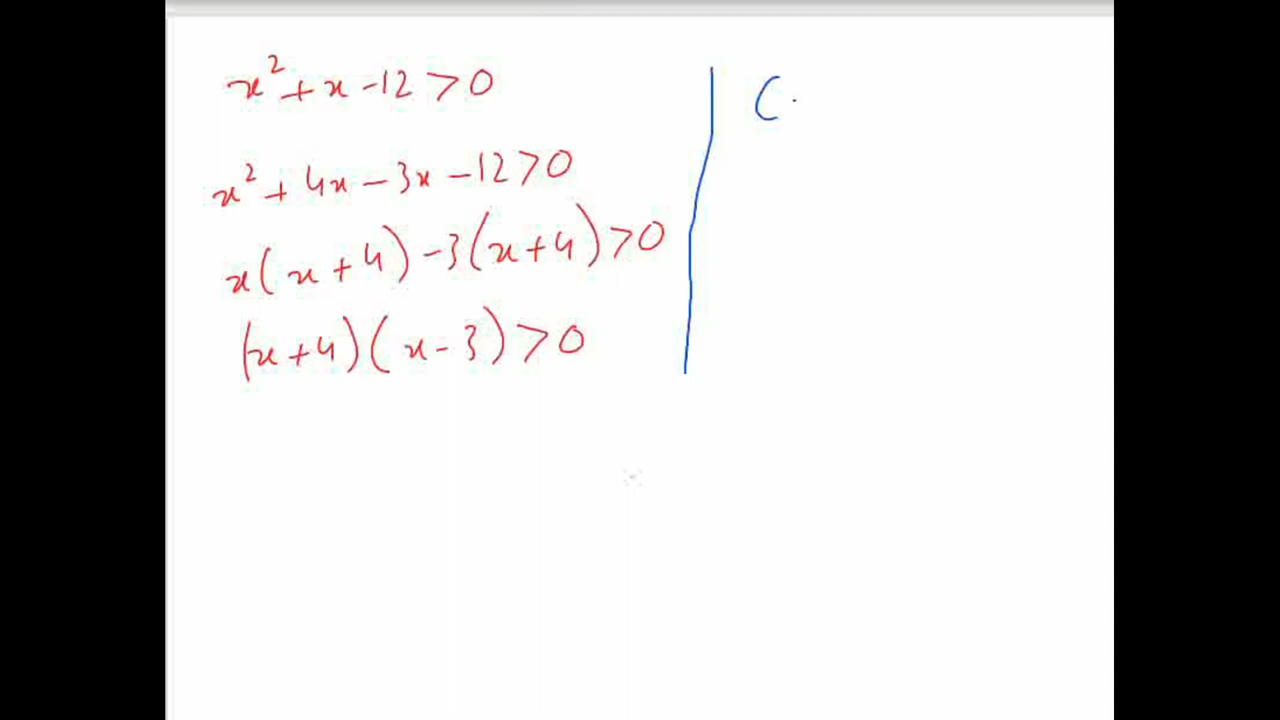 x² + x - 12 > 0
x² + 4x - 3x - 12 > 0
x(x + 4) - 3(x + 4) > 0
(x + 4)(x - 3) > 0
(